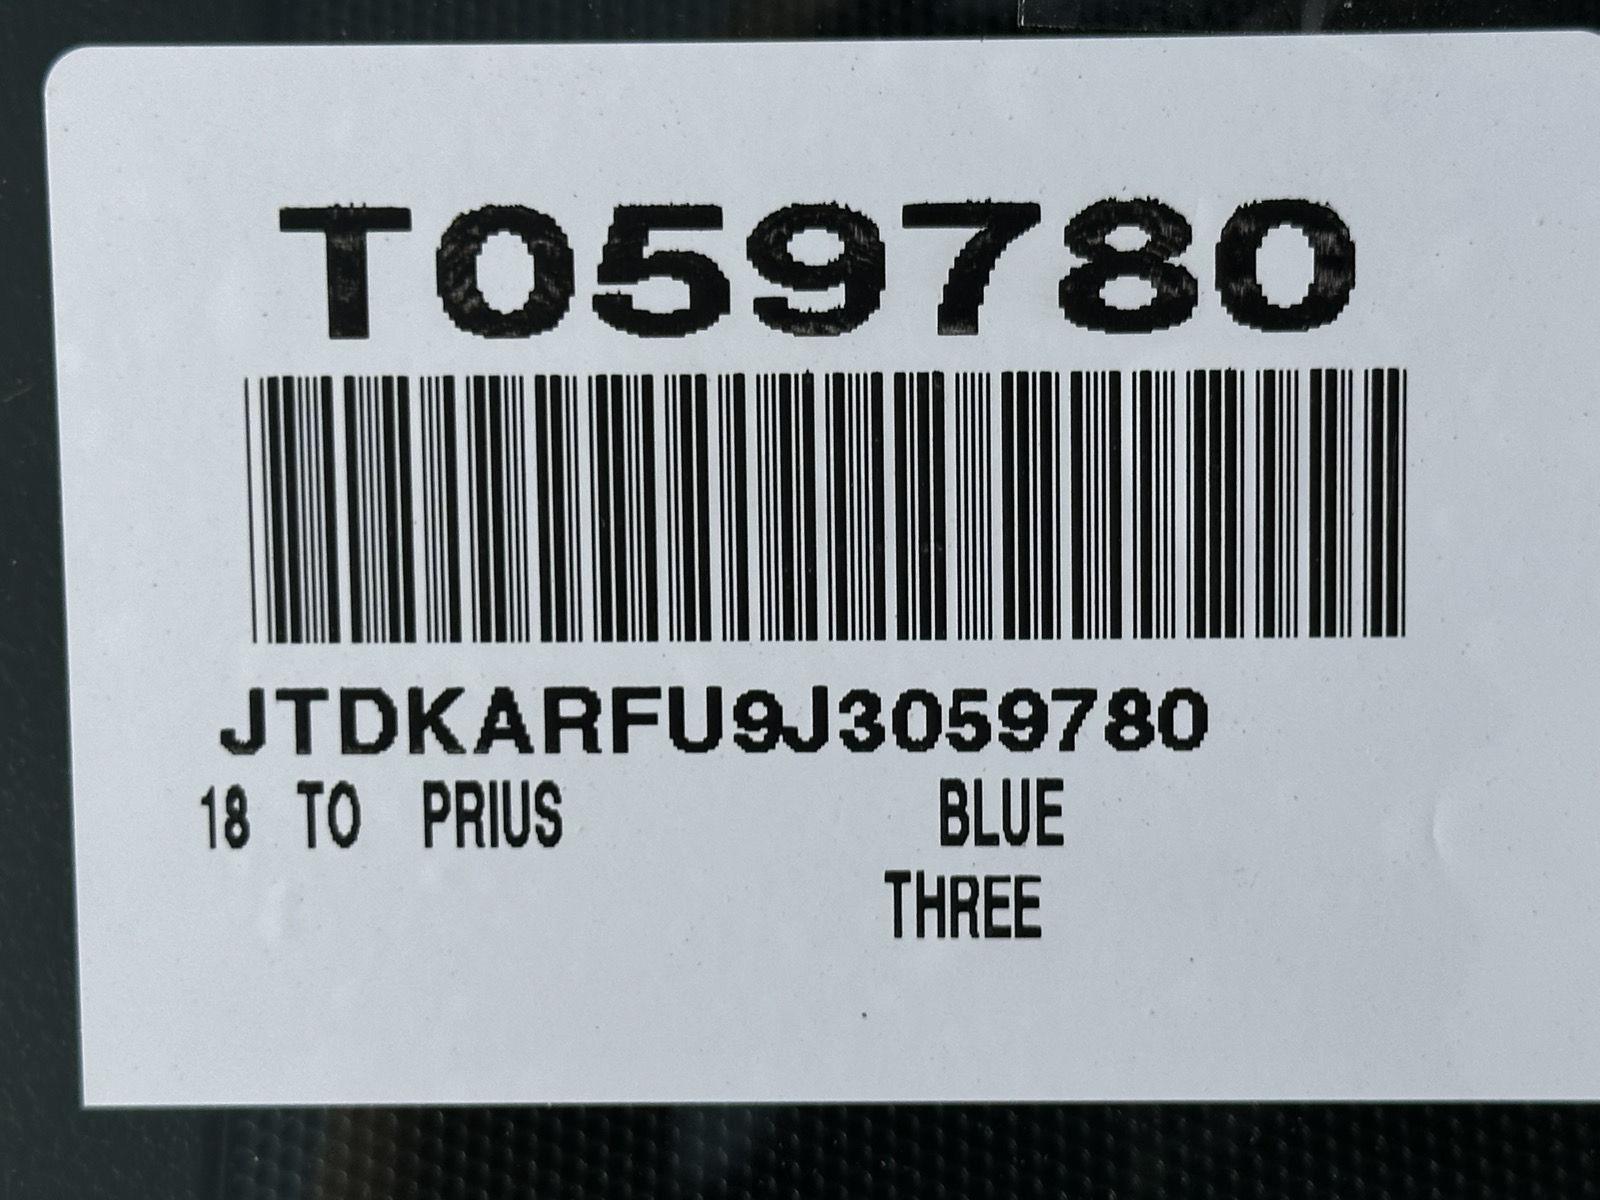 T059780
JTDKARFU9J3059780
18 TO PRIUS BLUE
THREE